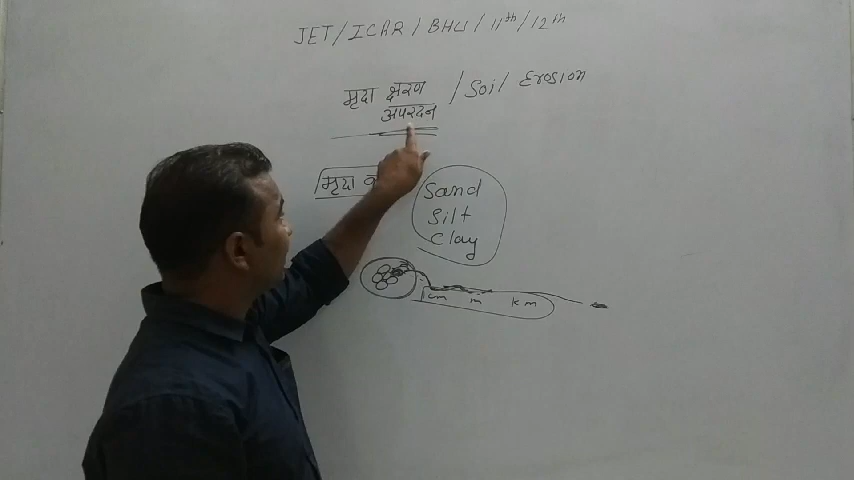 JET/ICAR/BHU/11th/12th
मृदा क्षरण / Soil Erosion
अपरदन
मृदा
Sand
Silt
Clay
cm m km